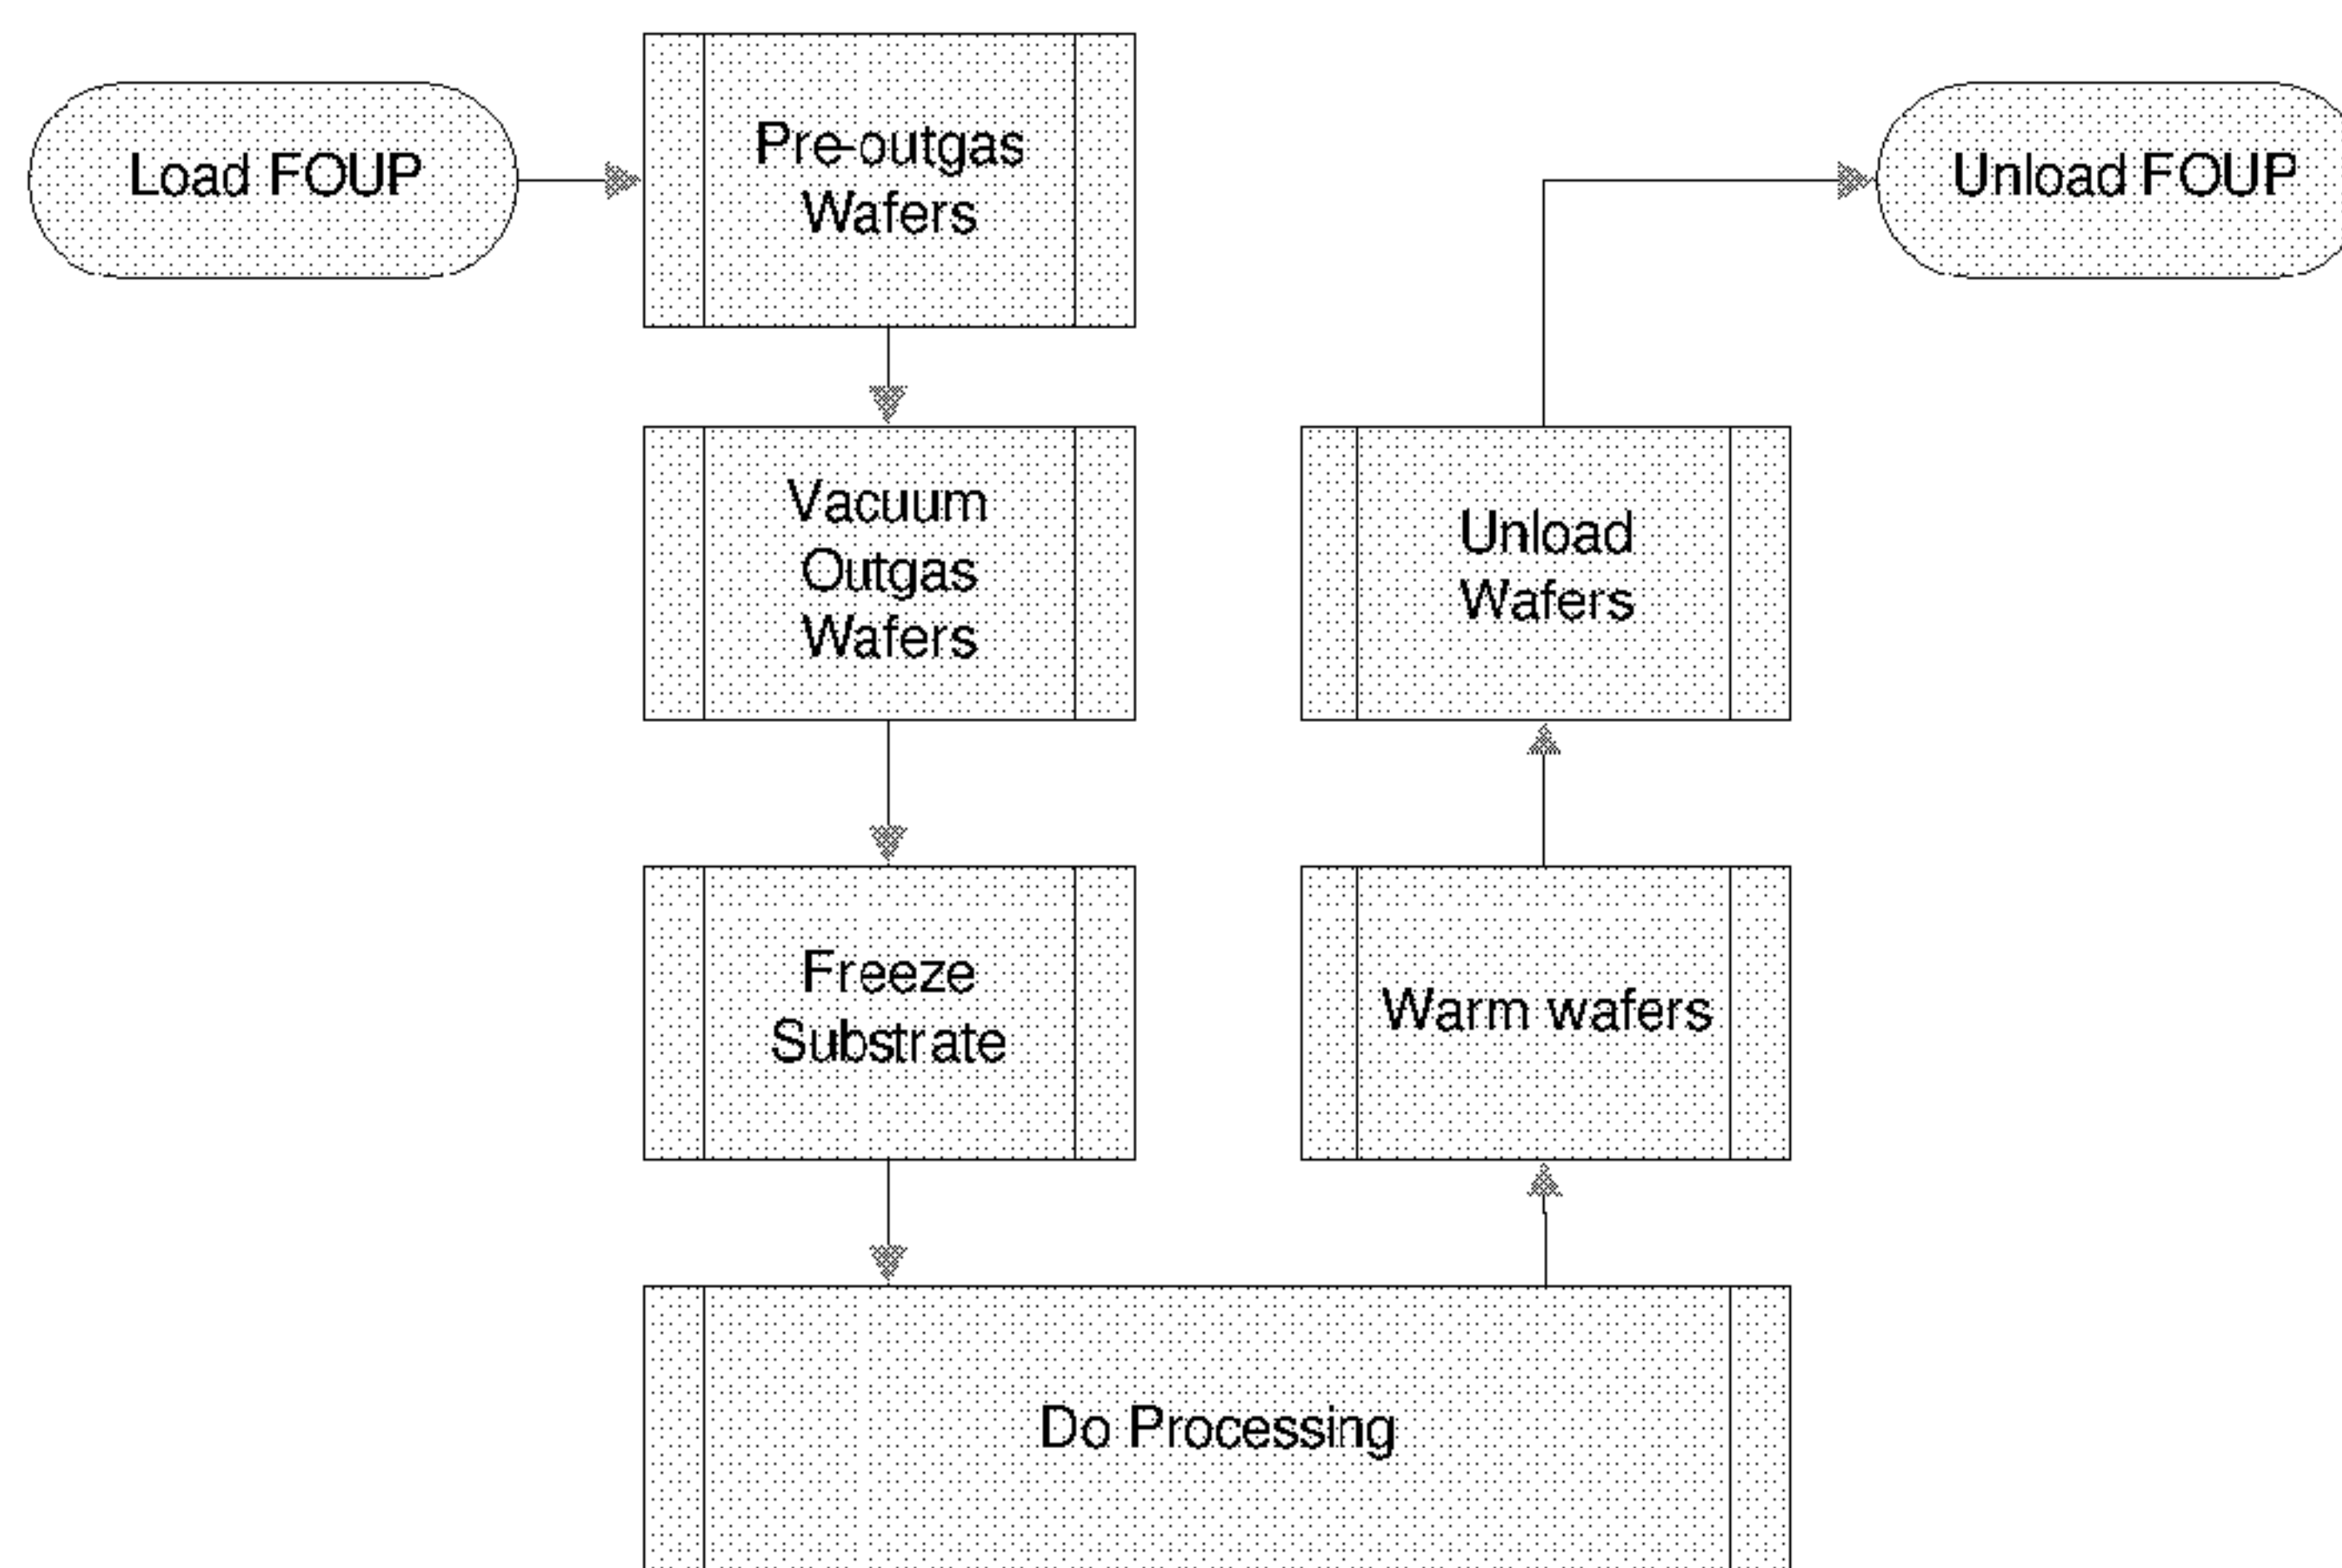 Load FOUP
Pre-outgas
Wafers
Vacuum
Outgas
Wafers
Freeze
Substrate
Do Processing
Warm wafers
Unload
Wafers
Unload FOUP